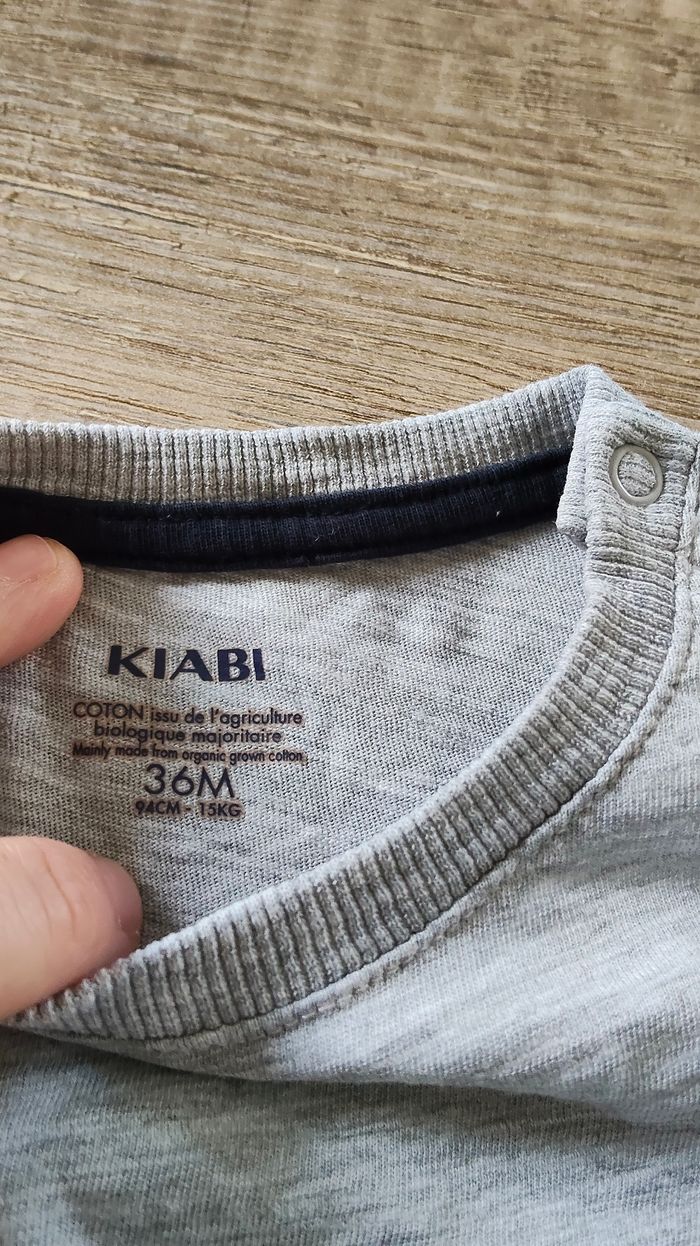 KIABI
COTON issu de l'agriculture
biologique majoritaire
Mainly made from organic grown cotton
36M
94CM - 15KG